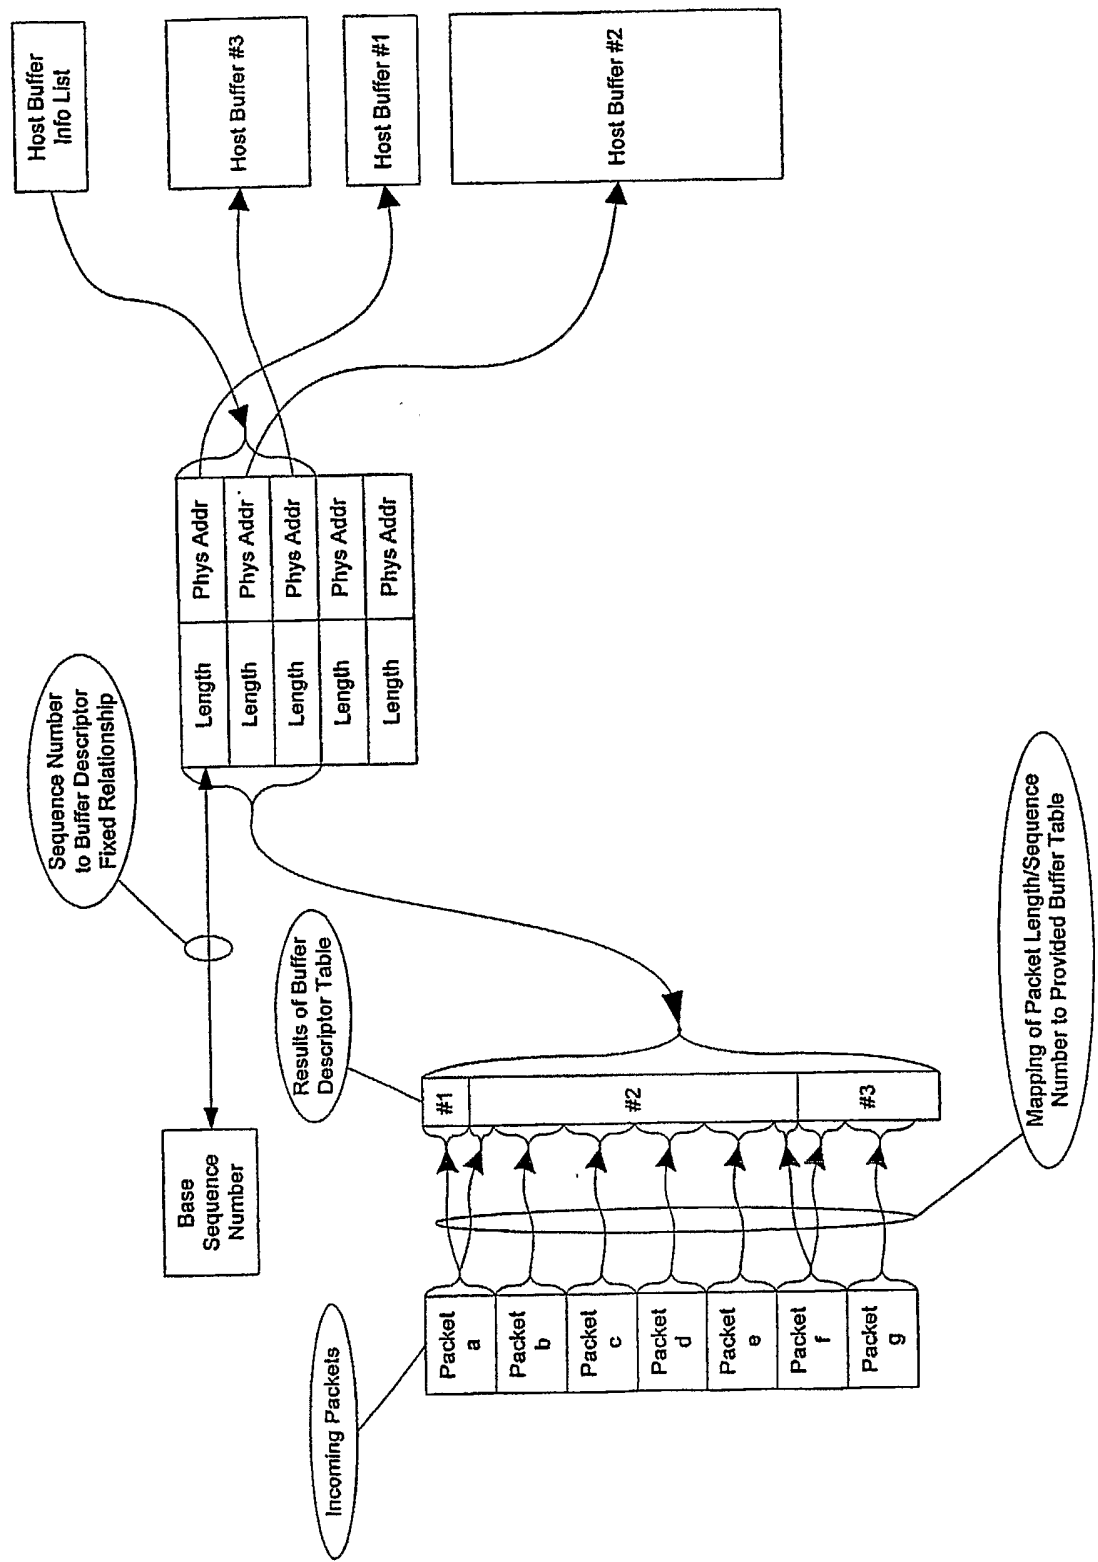 Host Buffer
Info List
Host Buffer #3
Host Buffer #1
Host Buffer #2
Sequence Number
to Buffer Descriptor
Fixed Relationship
Length
Phys Addr
Length
Phys Addr
Length
Phys Addr
Length
Phys Addr
Length
Phys Addr
Base
Sequence
Number
Results of Buffer
Descriptor Table
#1
#2
#3
Mapping of Packet Length/Sequence
Number to Provided Buffer Table
Incoming Packets
Packet
a
Packet
b
Packet
c
Packet
d
Packet
e
Packet
f
Packet
g